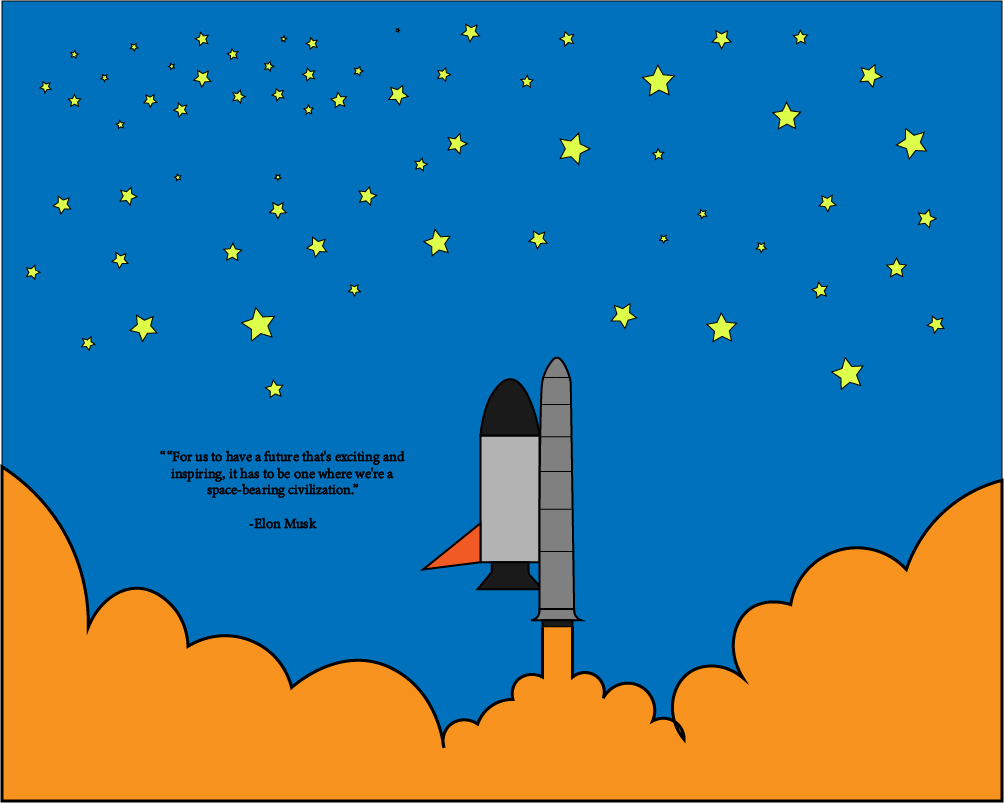 ““For us to have a future that's exciting and
inspiring, it has to be one where we're a
space-bearing civilization.”
-Elon Musk